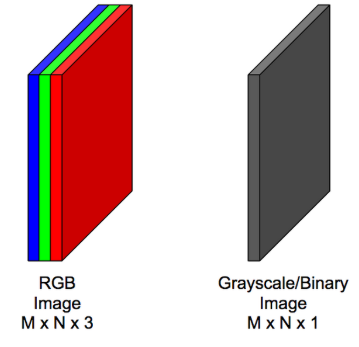 RGB
Image
M x N x 3
Grayscale/Binary
Image
M x N x 1